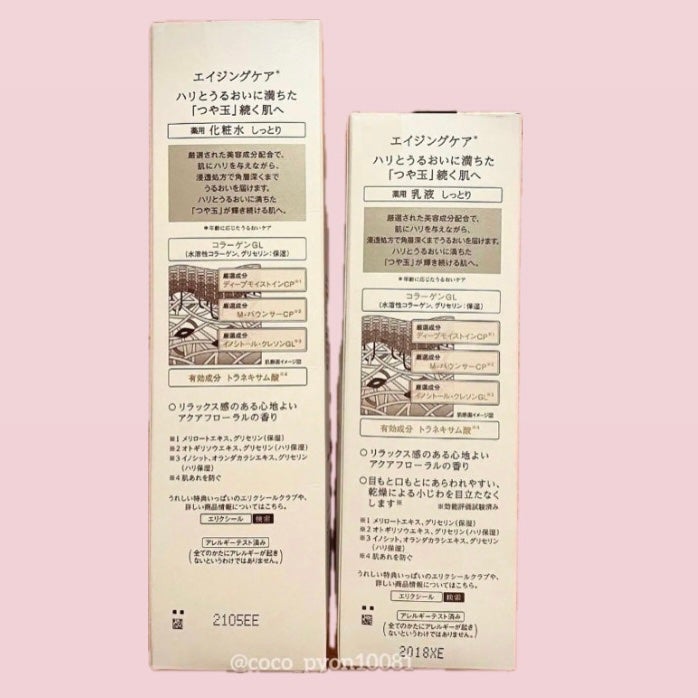 エイジングケア*
ハリとうるおいに満ちた
「つや玉」続く肌へ
薬用 化粧水 しっとり
厳選された美容成分配合で、
肌にハリを与えながら、
浸透処方で角層深くまで
うるおいを届けます。
ハリとうるおいに満ちた
「つや玉」が輝き続ける肌へ。
*年齢に応じたうるおいケア
コラーゲンGL
(水溶性コラーゲン、グリセリン:保湿)
厳選成分
ディープモイストインCP※1
厳選成分
M-バウンサーCP※2
厳選成分
イノシトール・クレソンGL※3
肌断面イメージ図
有効成分 トラネキサム酸※4
○リラックス感のある心地よい
アクアフローラルの香り
※1 メリロートエキス、グリセリン(保湿)
※2 オトギリソウエキス、グリセリン(ハリ保湿)
※3 イノシット、オランダカラシエキス、グリセリン
(ハリ保湿)
※4 肌あれを防ぐ
うれしい特典いっぱいのエリクシールクラブや、
詳しい商品情報についてはこちら。
エリクシール 検索
アレルギーテスト済み
(全てのかたにアレルギーが起き
ないというわけではありません。)
2105EE
エイジングケア*
ハリとうるおいに満ちた
「つや玉」続く肌へ
薬用 乳液 しっとり
厳選された美容成分配合で、
肌にハリを与えながら、
浸透処方で角層深くまでうるおいを届けます。
ハリとうるおいに満ちた
「つや玉」が輝き続ける肌へ。
*年齢に応じたうるおいケア
コラーゲンGL
(水溶性コラーゲン、グリセリン:保湿)
厳選成分
ディープモイストインCP※1
厳選成分
M-バウンサーCP※2
厳選成分
イノシトール・クレソンGL※3
肌断面イメージ図
有効成分 トラネキサム酸※4
○リラックス感のある心地よい
アクアフローラルの香り
○目もと口もとにあらわれやすい、
乾燥による小じわを目立たなく
します※
※効能評価試験済み
※1 メリロートエキス、グリセリン(保湿)
※2 オトギリソウエキス、グリセリン(ハリ保湿)
※3 イノシット、オランダカラシエキス、グリセリン
(ハリ保湿)
※4 肌あれを防ぐ
うれしい特典いっぱいのエリクシールクラブや、
詳しい商品情報についてはこちら。
エリクシール 検索
アレルギーテスト済み
(全てのかたにアレルギーが起き
ないというわけではありません。)
2018XE
@coco_pyon10081